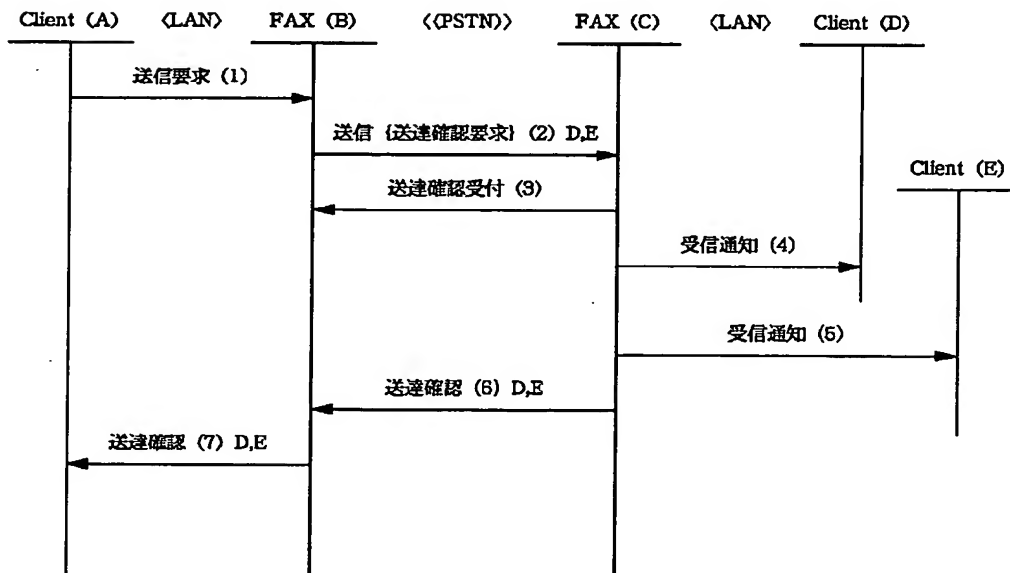 Client (A) 〈LAN〉 FAX (B) 〈〈PSTN〉〉 FAX (C) 〈LAN〉 Client (D)
送信要求 (1)
送信 {送達確認要求} (2) D,E
Client (E)
送達確認受付 (3)
受信通知 (4)
受信通知 (5)
送達確認 (6) D,E
送達確認 (7) D,E